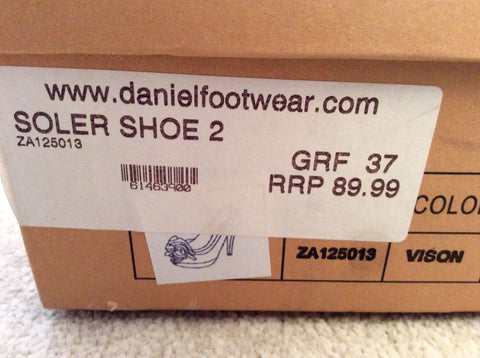 www.danielfootwear.com
SOLER SHOE 2
ZA125013
GRF 37
61463900
RRP 89.99
COLO
ZA125013 VISON